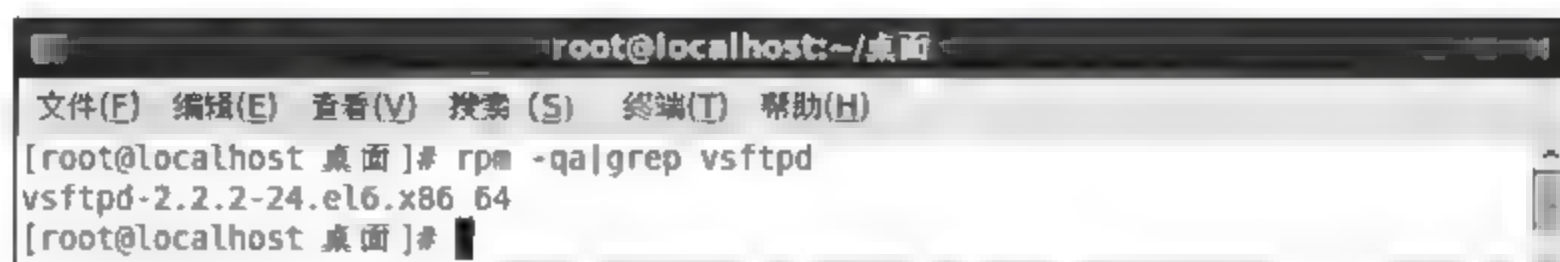 root@localhost:~/桌面
文件(F) 编辑(E) 查看(V) 搜索 (S) 终端(T) 帮助(H)
[root@localhost 桌面]# rpm -qa|grep vsftpd
vsftpd-2.2.2-24.el6.x86_64
[root@localhost 桌面]#